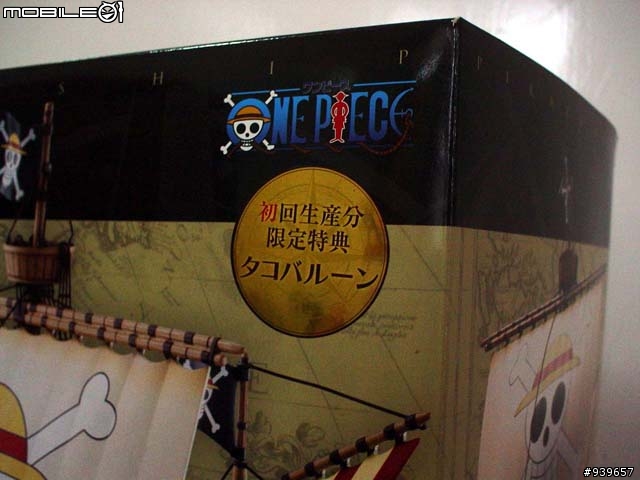 MOBILE01
S H I P
ワンピース
ONE PIECE
初回生産分
限定特典
タコバルーン
#939657